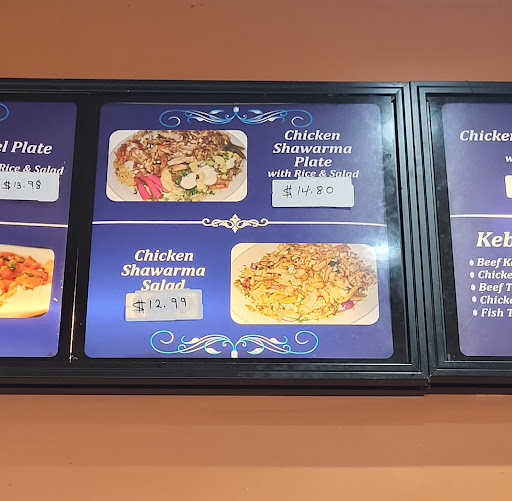 el Plate
Rice & Salad
$13.98
Chicken
Shawarma
Plate
with Rice & Salad
$14.80
Chicken
Shawarma
Salad
$12.99
Chicken
w
Keb
Beef K
Chicke
Beef T
Chick
Fish T